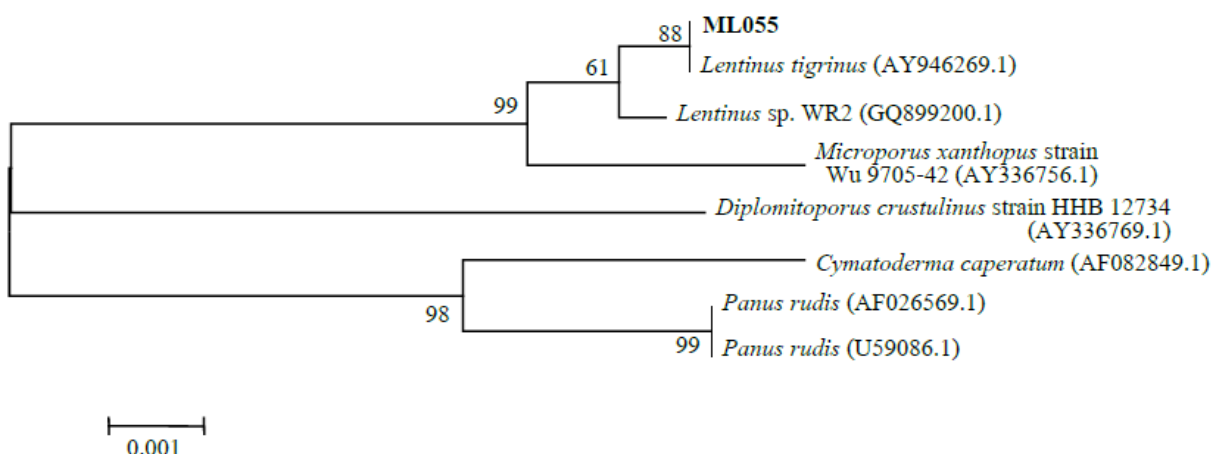 88
ML055
Lentinus tigrinus (AY946269.1)
61
99
Lentinus sp. WR2 (GQ899200.1)
Microporus xanthopus strain
Wu 9705-42 (AY336756.1)
Diplomitoporus crustulinus strain HHB 12734
(AY336769.1)
Cymatoderma caperatum (AF082849.1)
98
Panus rudis (AF026569.1)
99
Panus rudis (U59086.1)
0.001